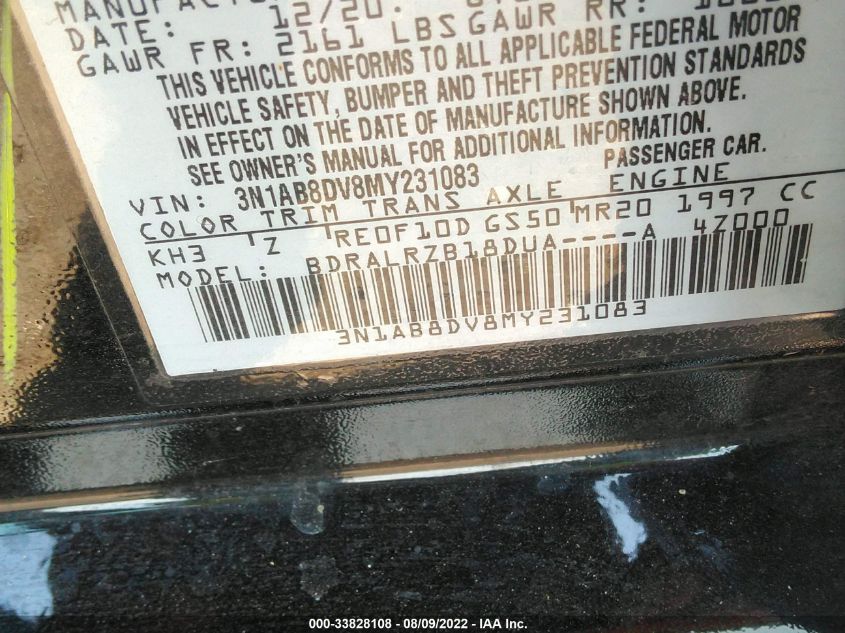 DATE: 12/20
GAWR FR: 2161 LBS GAWR RR:
THIS VEHICLE CONFORMS TO ALL APPLICABLE FEDERAL MOTOR
VEHICLE SAFETY, BUMPER AND THEFT PREVENTION STANDARDS
IN EFFECT ON THE DATE OF MANUFACTURE SHOWN ABOVE.
SEE OWNER'S MANUAL FOR ADDITIONAL INFORMATION.
VIN: 3N1AB8DV8MY231083 PASSENGER CAR.
COLOR TRIM TRANS AXLE ENGINE
KH3 Z RE0F10D GS50 MR20 1997 CC
MODEL: BDRALRZB18DUA----A 4Z000
3N1AB8DV8MY231083
000-33828108 - 08/09/2022 - IAA Inc.